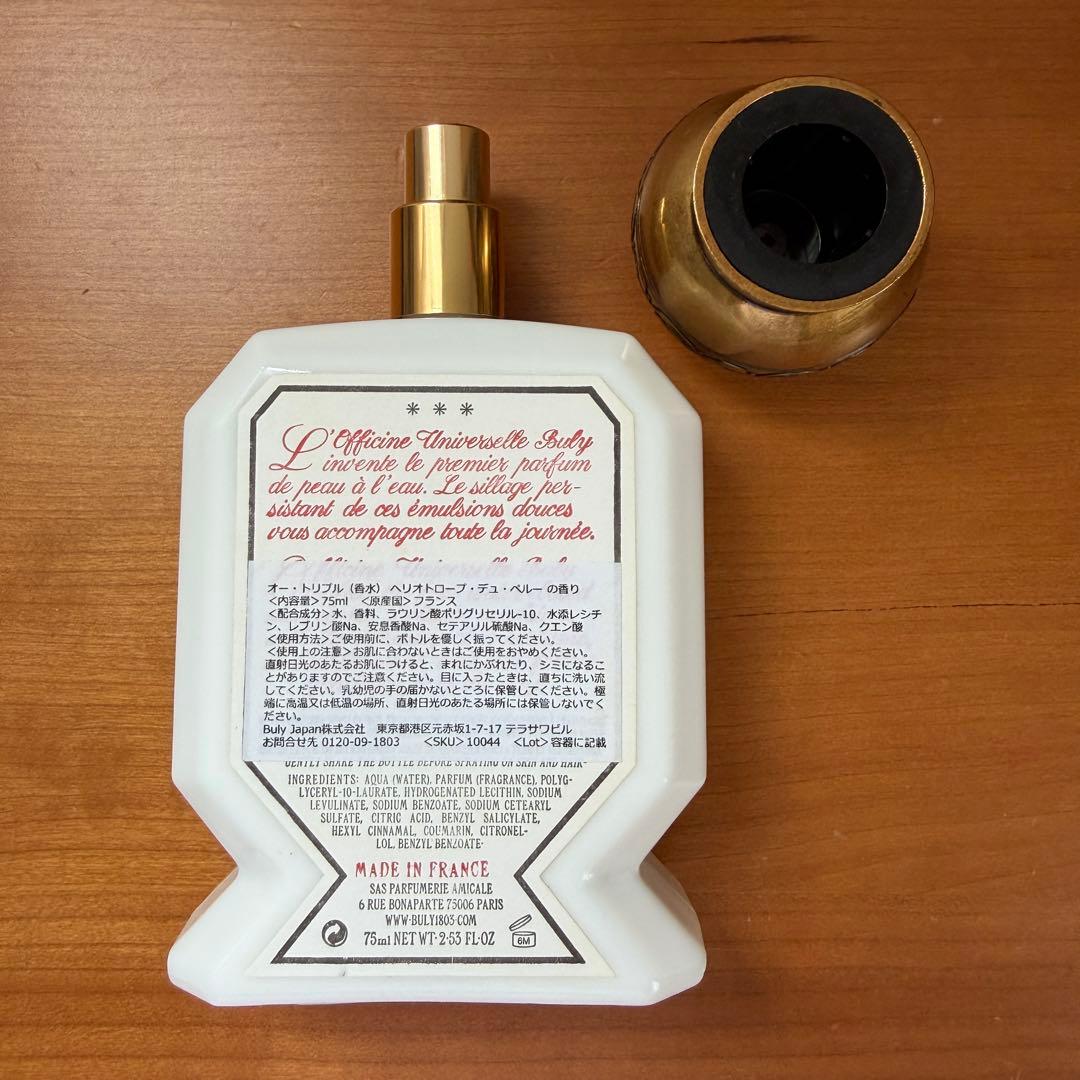 ***
L'Officine Universelle Buly
invente le premier parfum
de peau à l'eau. Le sillage per-
sistant de ces émulsions douces
vous accompagne toute la journée.
L'Officine Universelle Buly
オー・トリプル（香水） ヘリオトロープ・デュ・ペルー の香り
＜内容量＞75ml ＜原産国＞フランス
＜配合成分＞水、香料、ラウリン酸ポリグリセリル-10、水添レシチ
ン、レブリン酸Na、安息香酸Na、セテアリル硫酸Na、クエン酸
＜使用方法＞ご使用前に、ボトルを優しく振ってください。
＜使用上の注意＞お肌に合わないときはご使用をおやめください。
直射日光のあたるお肌につけると、まれにかぶれたり、シミになるこ
とがありますのでご注意ください。目に入ったときは、直ちに洗い流
してください。乳幼児の手の届かないところに保管してください。極
端に高温又は低温の場所、直射日光のあたる場所には保管しないでく
ださい。
Buly Japan株式会社 東京都港区元赤坂1-7-17 テラサワビル
お問合せ先 0120-09-1803 ＜SKU＞10044 ＜Lot＞容器に記載
GENTLY SHAKE THE BOTTLE BEFORE SPRAYING ON SKIN AND HAIR·
INGREDIENTS: AQUA (WATER), PARFUM (FRAGRANCE), POLYG-
LYCERYL-10-LAURATE, HYDROGENATED LECITHIN, SODIUM
LEVULINATE, SODIUM BENZOATE, SODIUM CETEARYL
SULFATE, CITRIC ACID, BENZYL SALICYLATE,
HEXYL CINNAMAL, COUMARIN, CITRONEL-
LOL, BENZYL BENZOATE·
MADE IN FRANCE
SAS PARFUMERIE AMICALE
6 RUE BONAPARTE 75006 PARIS
WWW·BULY1803·COM
75ml NET WT·2·53 FL·OZ
6M